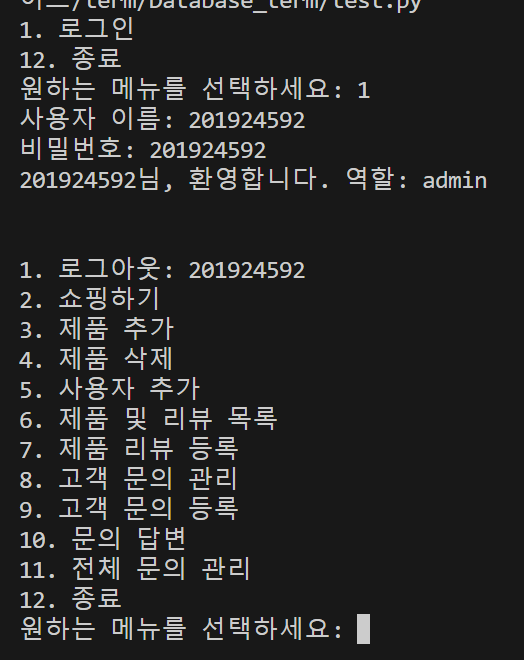 이트/term/Database_term/test.py
1. 로그인
12. 종료
원하는 메뉴를 선택하세요: 1
사용자 이름: 201924592
비밀번호: 201924592
201924592님, 환영합니다. 역할: admin
1. 로그아웃: 201924592
2. 쇼핑하기
3. 제품 추가
4. 제품 삭제
5. 사용자 추가
6. 제품 및 리뷰 목록
7. 제품 리뷰 등록
8. 고객 문의 관리
9. 고객 문의 등록
10. 문의 답변
11. 전체 문의 관리
12. 종료
원하는 메뉴를 선택하세요: